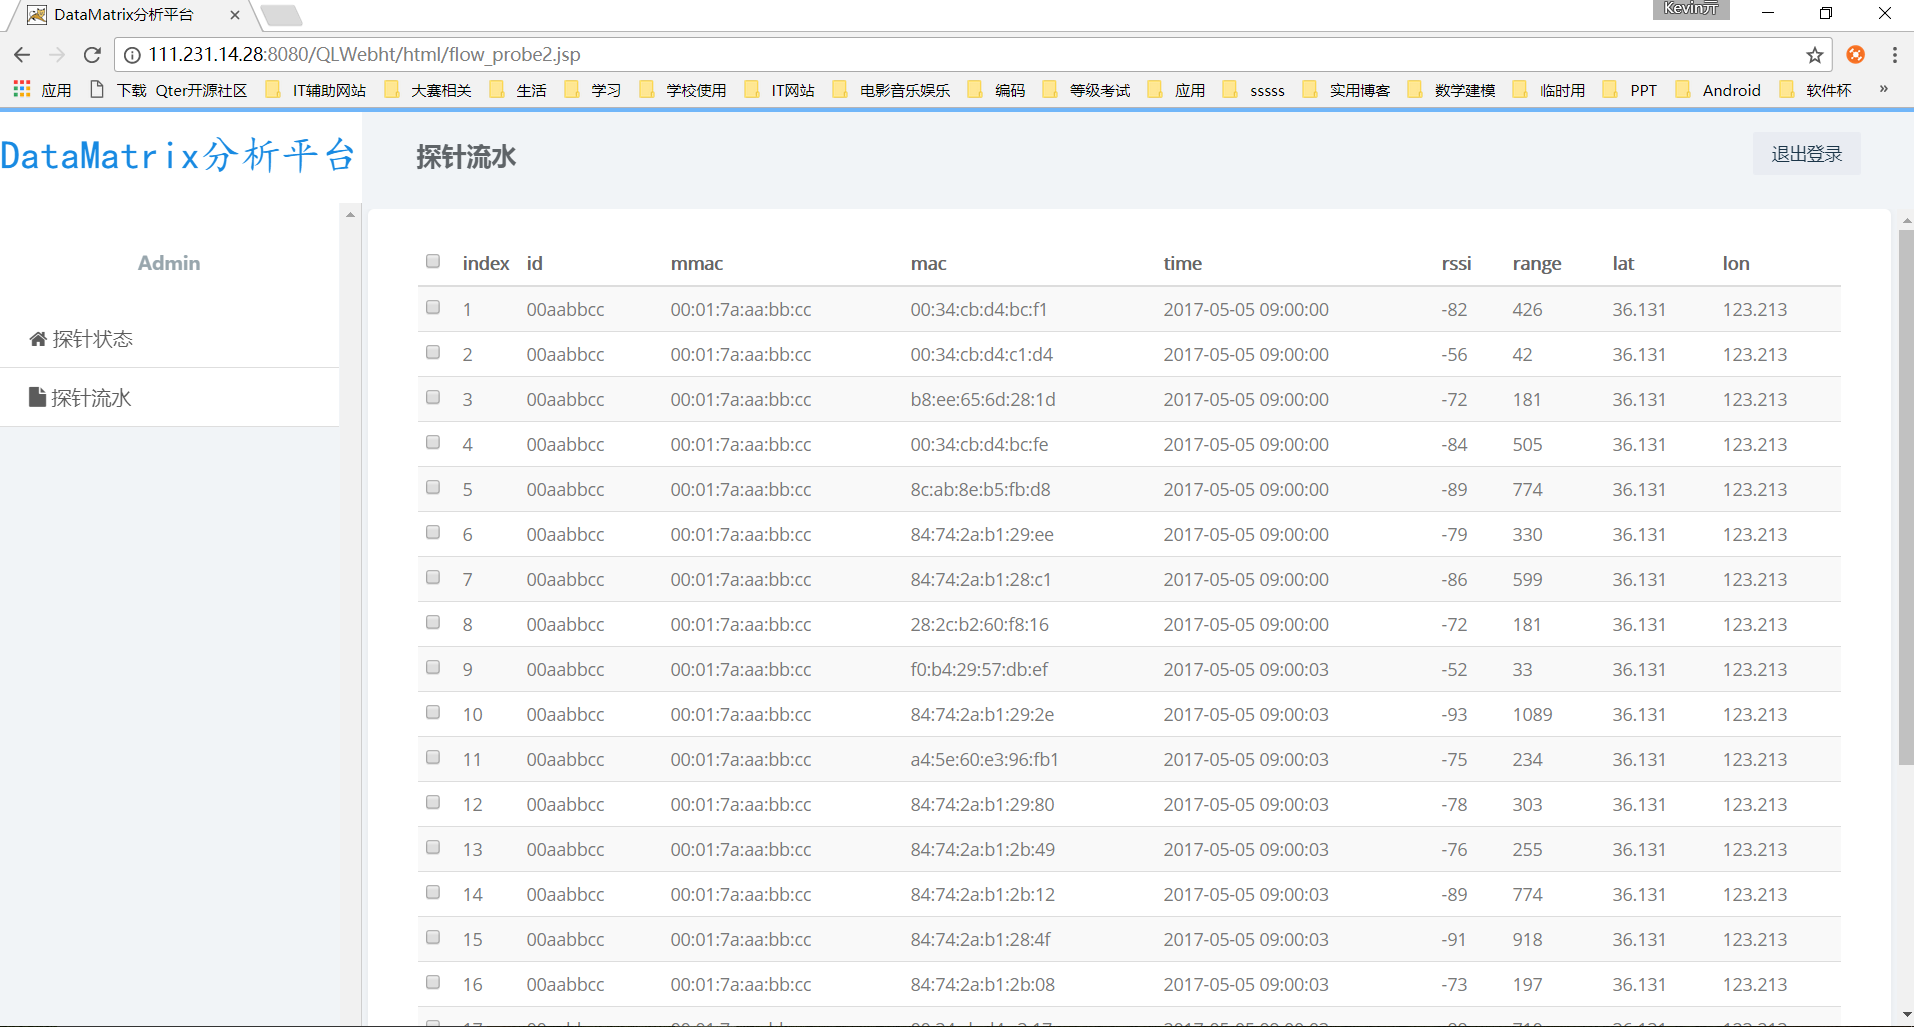 DataMatrix分析平台
Kevin亓
111.231.14.28:8080/QLWebht/html/flow_probe2.jsp
应用 下载 Qter开源社区 IT辅助网站 大赛相关 生活 学习 学校使用 IT网站 电影音乐娱乐 编码 等级考试 应用 sssss 实用博客 数学建模 临时用 PPT Android 软件杯 »
DataMatrix分析平台
探针流水
退出登录
Admin
探针状态
探针流水
index id mmac mac time rssi range lat lon
1 00aabbcc 00:01:7a:aa:bb:cc 00:34:cb:d4:bc:f1 2017-05-05 09:00:00 -82 426 36.131 123.213
2 00aabbcc 00:01:7a:aa:bb:cc 00:34:cb:d4:c1:d4 2017-05-05 09:00:00 -56 42 36.131 123.213
3 00aabbcc 00:01:7a:aa:bb:cc b8:ee:65:6d:28:1d 2017-05-05 09:00:00 -72 181 36.131 123.213
4 00aabbcc 00:01:7a:aa:bb:cc 00:34:cb:d4:bc:fe 2017-05-05 09:00:00 -84 505 36.131 123.213
5 00aabbcc 00:01:7a:aa:bb:cc 8c:ab:8e:b5:fb:d8 2017-05-05 09:00:00 -89 774 36.131 123.213
6 00aabbcc 00:01:7a:aa:bb:cc 84:74:2a:b1:29:ee 2017-05-05 09:00:00 -79 330 36.131 123.213
7 00aabbcc 00:01:7a:aa:bb:cc 84:74:2a:b1:28:c1 2017-05-05 09:00:00 -86 599 36.131 123.213
8 00aabbcc 00:01:7a:aa:bb:cc 28:2c:b2:60:f8:16 2017-05-05 09:00:00 -72 181 36.131 123.213
9 00aabbcc 00:01:7a:aa:bb:cc f0:b4:29:57:db:ef 2017-05-05 09:00:03 -52 33 36.131 123.213
10 00aabbcc 00:01:7a:aa:bb:cc 84:74:2a:b1:29:2e 2017-05-05 09:00:03 -93 1089 36.131 123.213
11 00aabbcc 00:01:7a:aa:bb:cc a4:5e:60:e3:96:fb1 2017-05-05 09:00:03 -75 234 36.131 123.213
12 00aabbcc 00:01:7a:aa:bb:cc 84:74:2a:b1:29:80 2017-05-05 09:00:03 -78 303 36.131 123.213
13 00aabbcc 00:01:7a:aa:bb:cc 84:74:2a:b1:2b:49 2017-05-05 09:00:03 -76 255 36.131 123.213
14 00aabbcc 00:01:7a:aa:bb:cc 84:74:2a:b1:2b:12 2017-05-05 09:00:03 -89 774 36.131 123.213
15 00aabbcc 00:01:7a:aa:bb:cc 84:74:2a:b1:28:4f 2017-05-05 09:00:03 -91 918 36.131 123.213
16 00aabbcc 00:01:7a:aa:bb:cc 84:74:2a:b1:2b:08 2017-05-05 09:00:03 -73 197 36.131 123.213